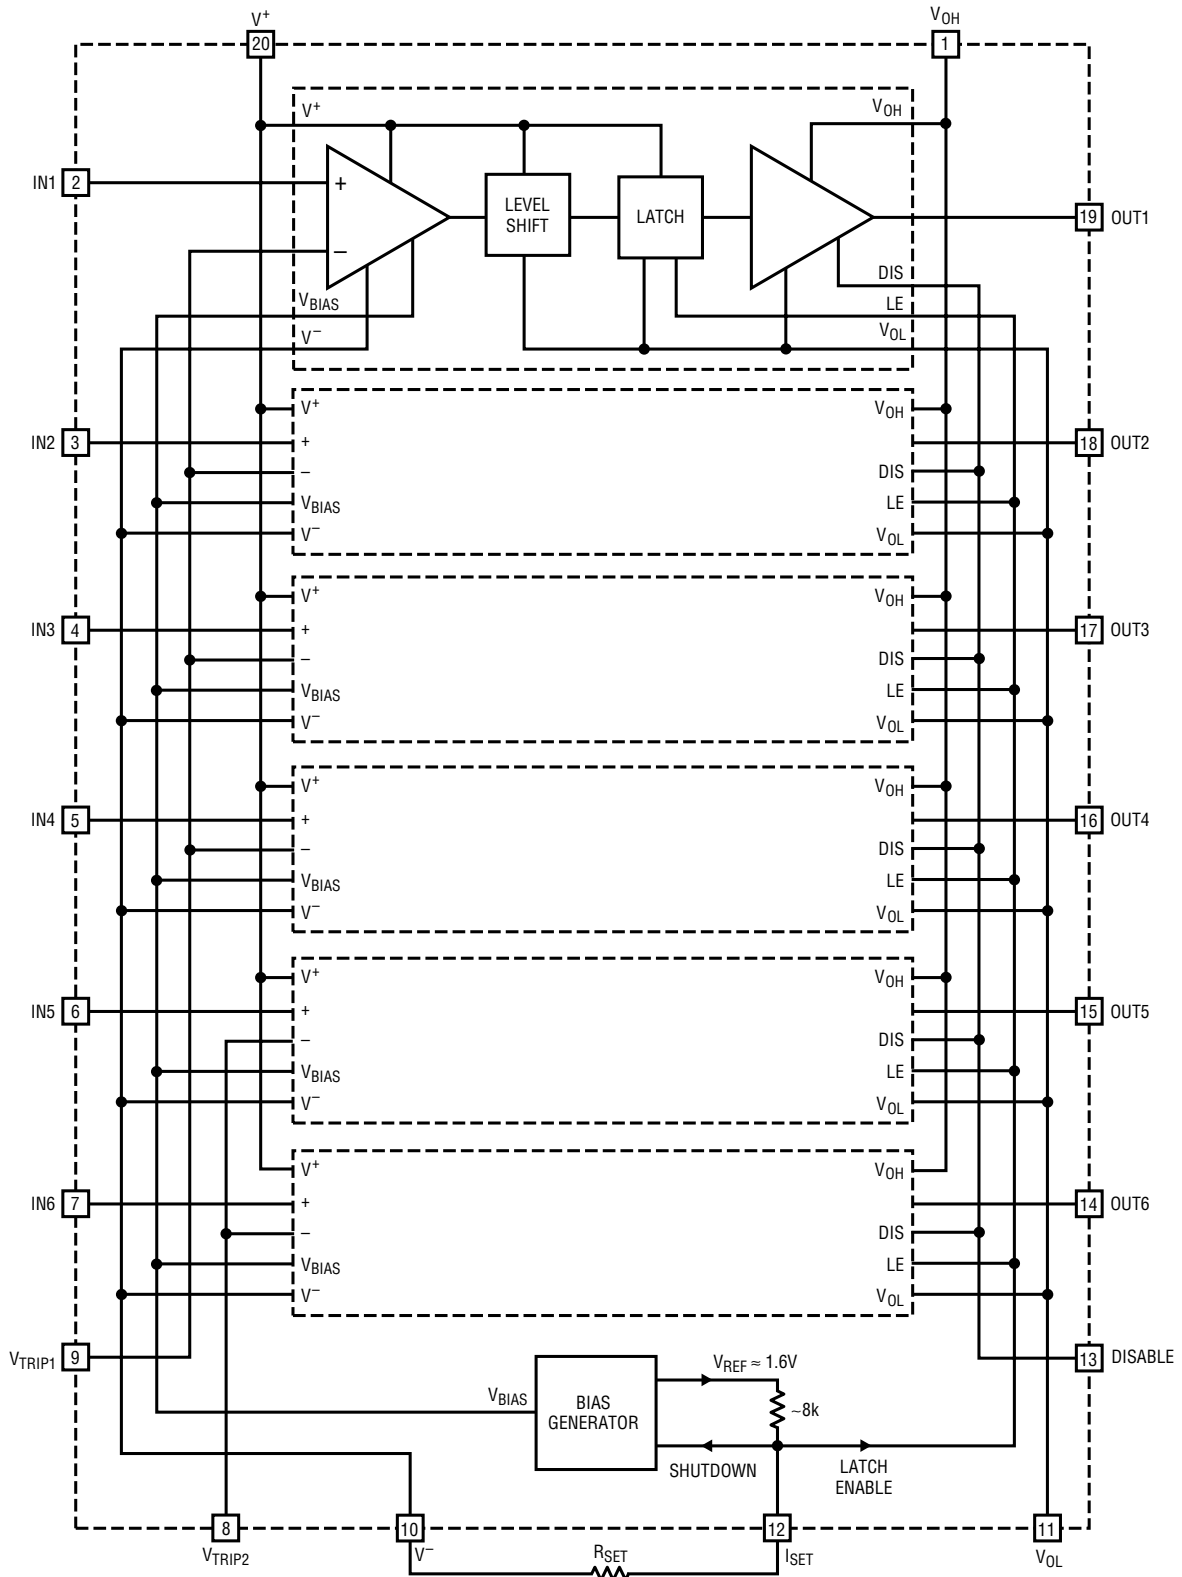 V+ VOH
20 1
V+ VOH
IN1 2 + LEVEL SHIFT LATCH 19 OUT1
–
DIS
VBIAS LE
V– VOL
V+ VOH
IN2 3 + 18 OUT2
– DIS
VBIAS LE
V– VOL
V+ VOH
IN3 4 + 17 OUT3
– DIS
VBIAS LE
V– VOL
V+ VOH
IN4 5 + 16 OUT4
– DIS
VBIAS LE
V– VOL
V+ VOH
IN5 6 + 15 OUT5
– DIS
VBIAS LE
V– VOL
V+ VOH
IN6 7 + 14 OUT6
– DIS
VBIAS LE
V– VOL
VTRIP1 9 13 DISABLE
VREF ≈ 1.6V
VBIAS BIAS GENERATOR ~8k
SHUTDOWN LATCH ENABLE
8 10 12 11
VTRIP2 V– RSET ISET VOL